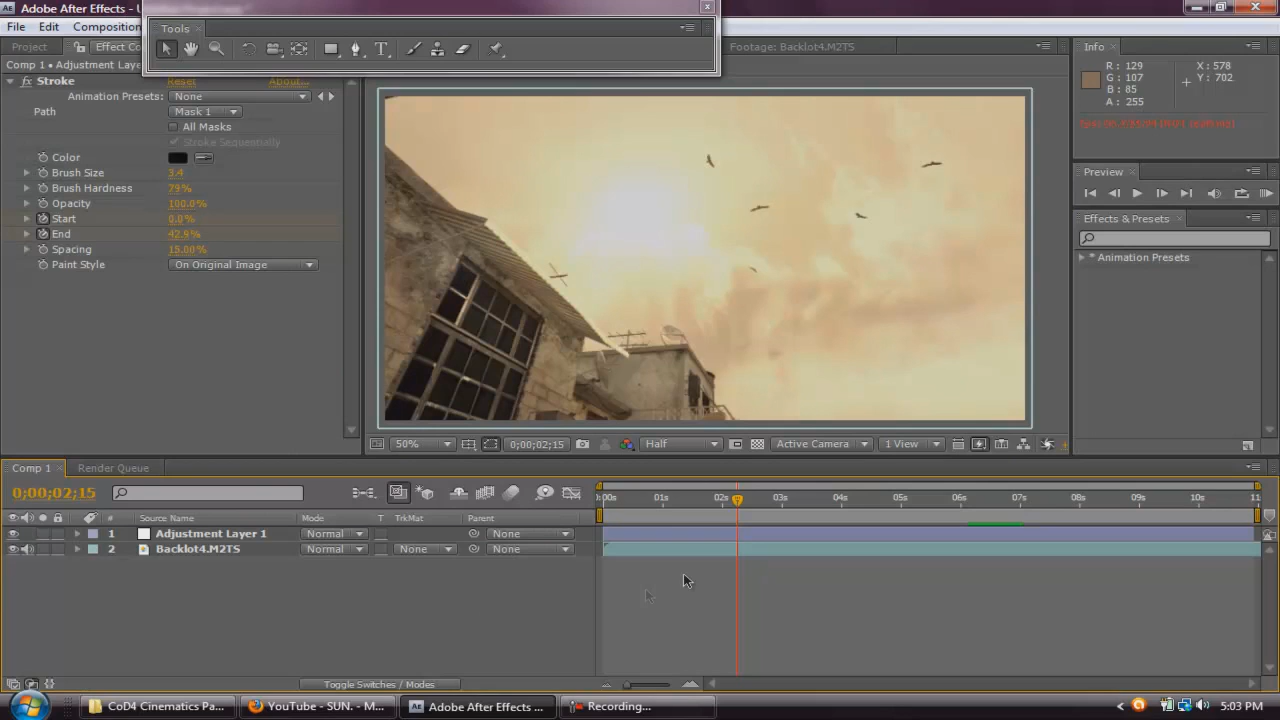 Adobe After Effects - 
File Edit Composition
Tools
Project Effect Co
Footage: Backlot4.M2TS
Info
Comp 1 • Adjustment Laye
R: 129 X: 578
G: 107 Y: 702
B: 85
A: 255
Stroke Reset About...
Animation Presets: None
Path Mask 1
All Masks
Stroke Sequentially
Color
Brush Size 3.4
Brush Hardness 79%
Opacity 100.0%
Start 0.0%
End 42.9%
Spacing 15.00%
Paint Style On Original Image
Preview
Effects & Presets
* Animation Presets
50% 0;00;02;15 Half Active Camera 1 View
Comp 1 Render Queue
0;00;02;15
:00s 01s 02s 03s 04s 05s 06s 07s 08s 09s 10s 11
# Source Name Mode T TrkMat Parent
1 Adjustment Layer 1 Normal None
2 Backlot4.M2TS Normal None None
Toggle Switches / Modes
CoD4 Cinematics Pa... YouTube - SUN. - M... Adobe After Effects ... Recording... 5:03 PM